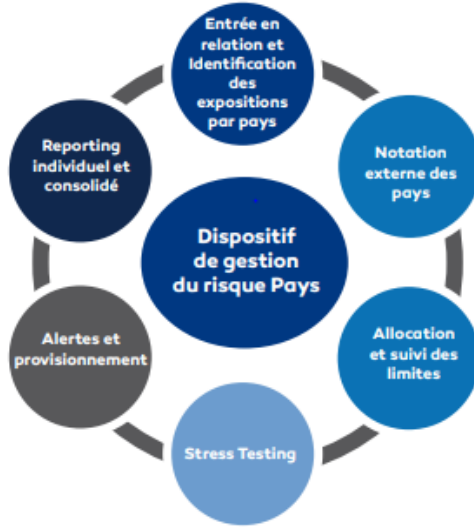 Entrée en
relation et
Identification
des
expositions
par pays
Reporting
individuel et
consolidé
Notation
externe des
pays
Dispositif
de gestion
du risque Pays
Alertes et
provisionnement
Allocation
et suivi des
limites
Stress Testing